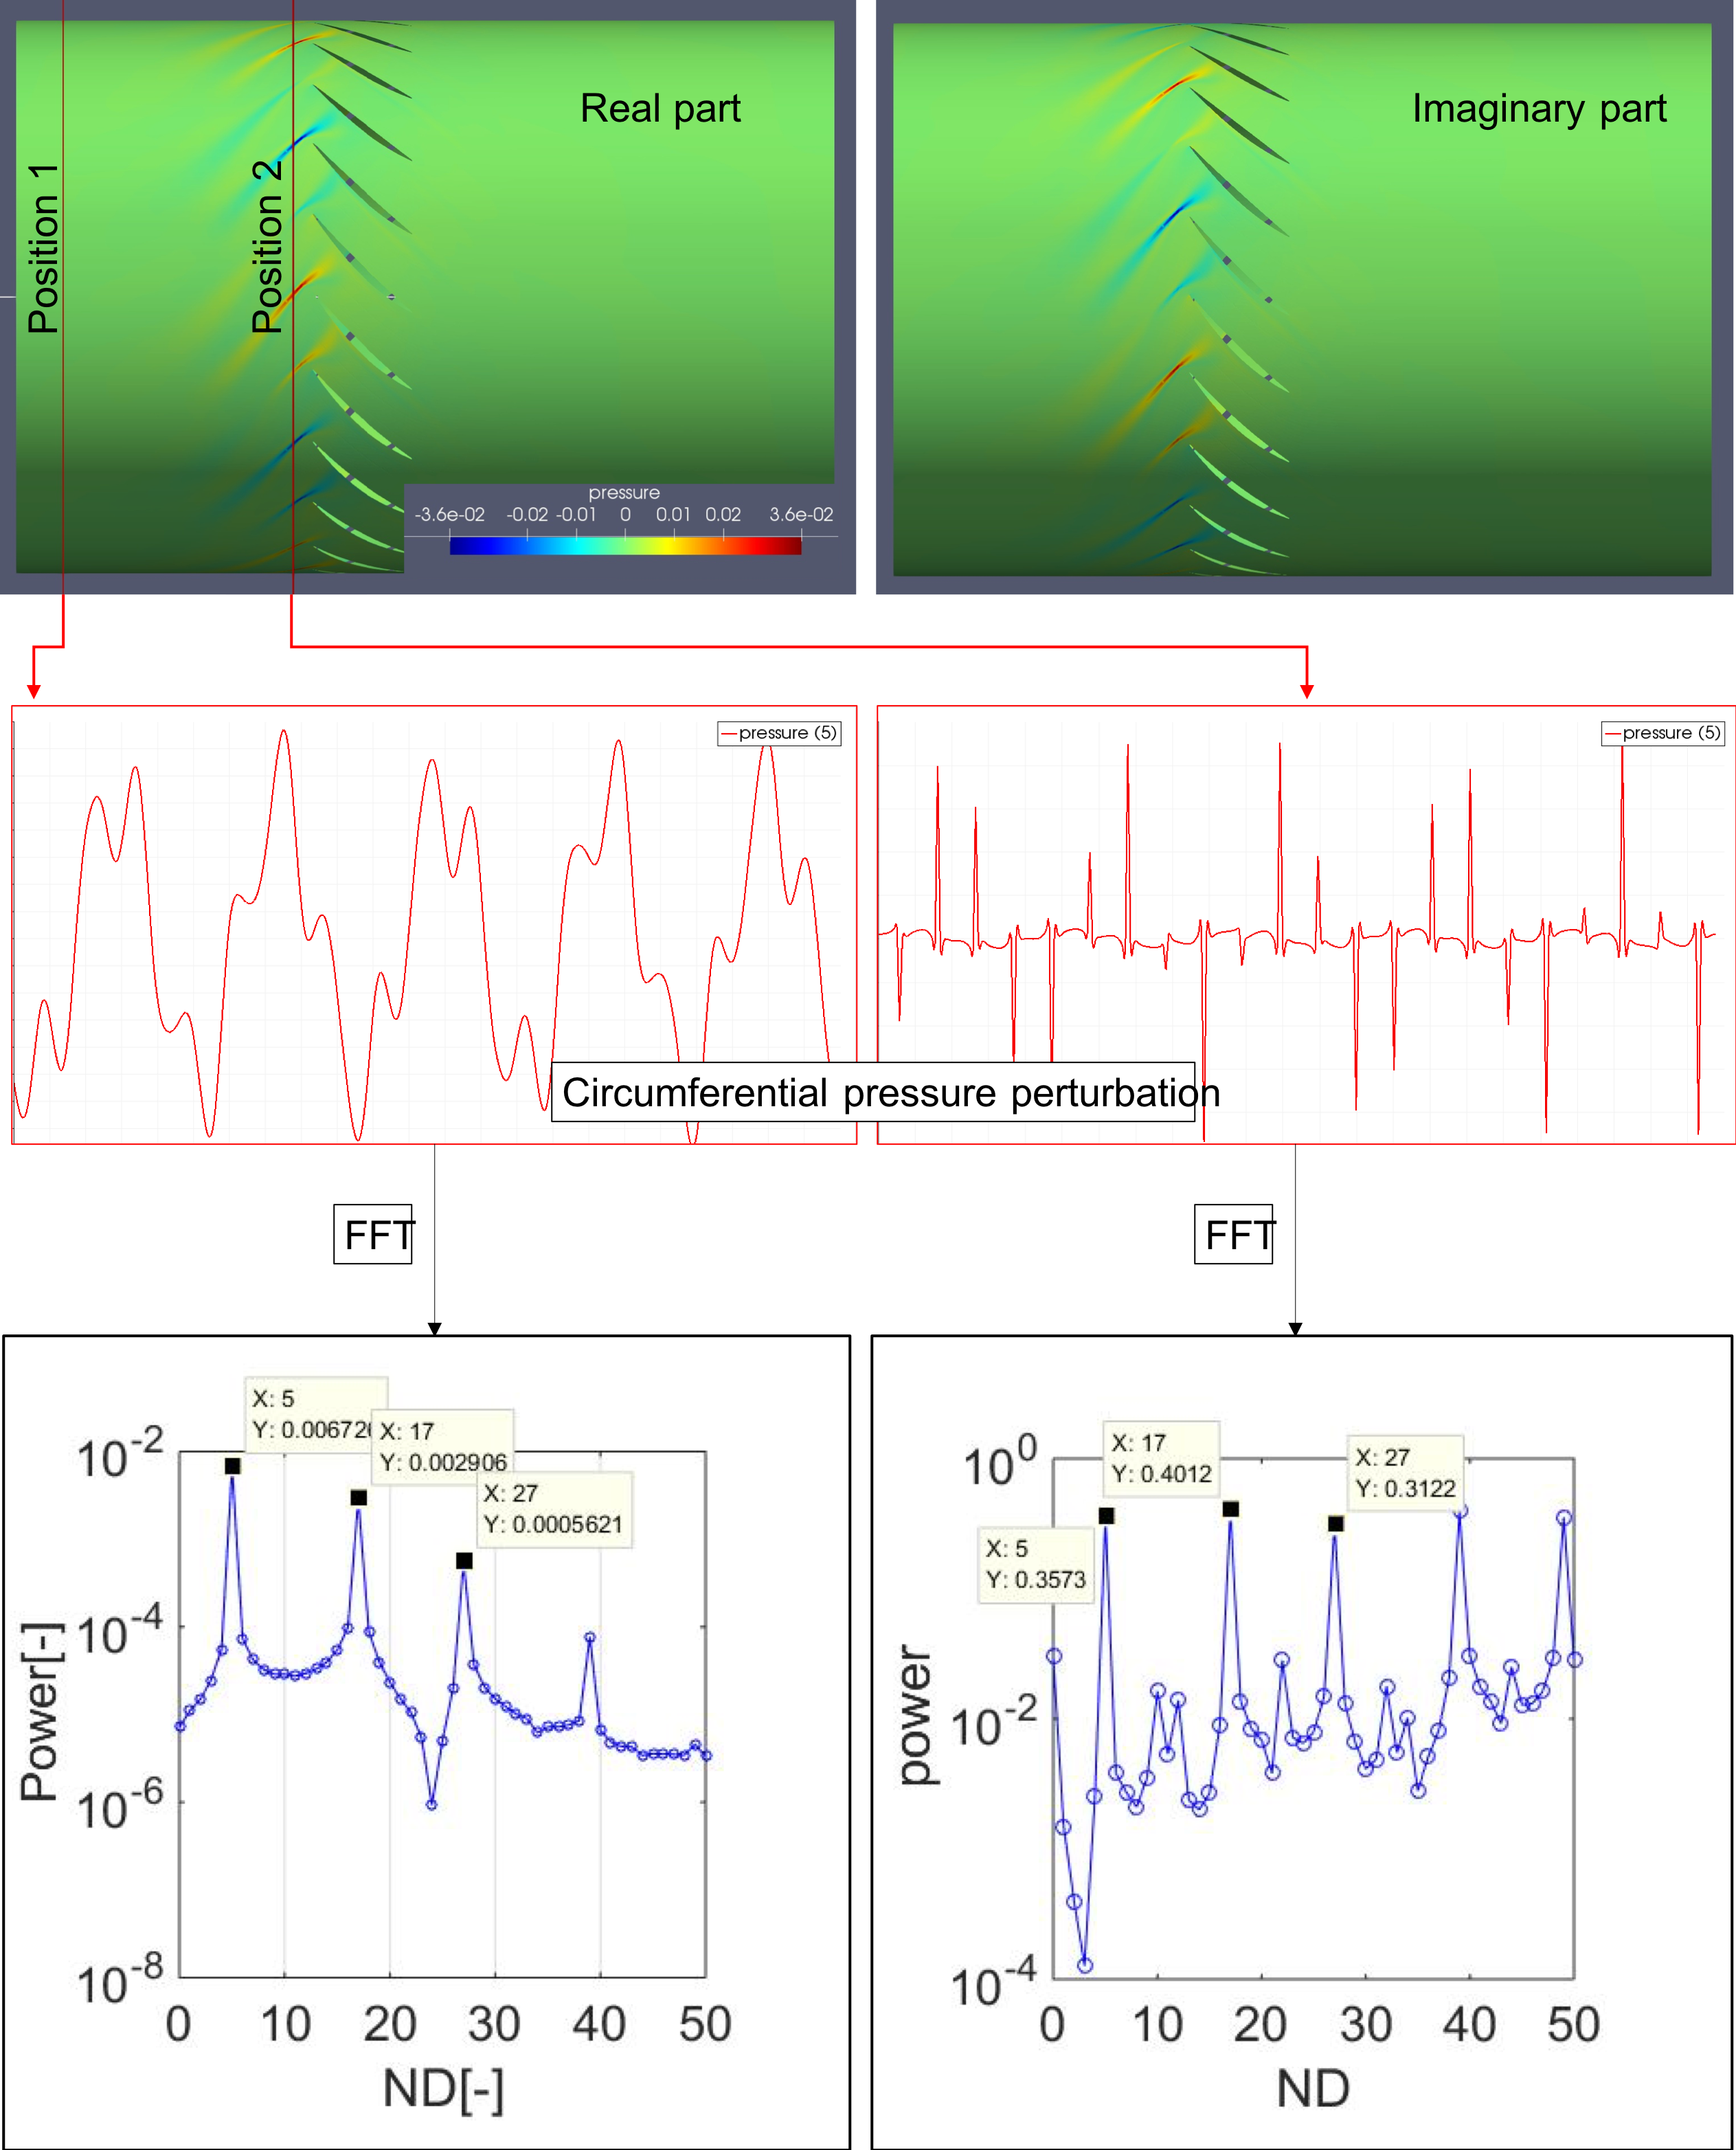 Real part
Imaginary part
Position 1
Position 2
pressure
-3.6e-02 -0.02 -0.01 0 0.01 0.02 3.6e-02
pressure (5)
pressure (5)
Circumferential pressure perturbation
FFT
FFT
X: 5
Y: 0.00672
X: 17
Y: 0.002906
X: 27
Y: 0.0005621
10-2
10-4
10-6
10-8
Power[-]
0 10 20 30 40 50
ND[-]
X: 17
Y: 0.4012
X: 27
Y: 0.3122
X: 5
Y: 0.3573
100
10-2
10-4
power
0 10 20 30 40 50
ND